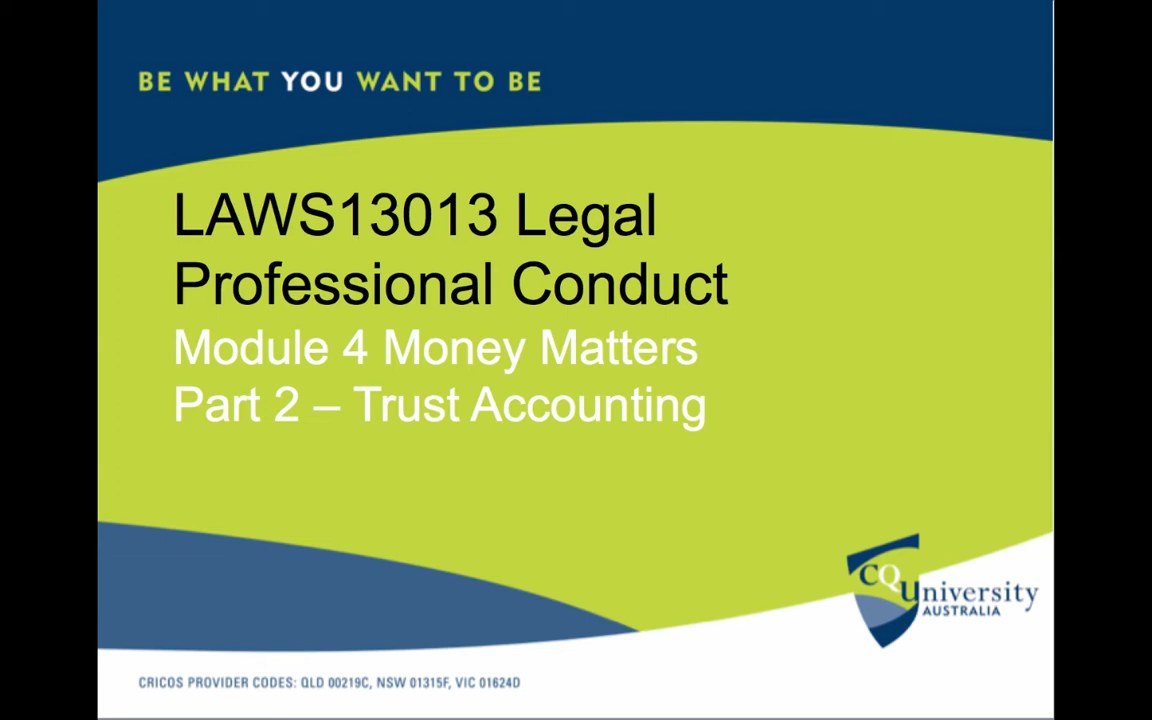 BE WHAT YOU WANT TO BE
LAWS13013 Legal
Professional Conduct
Module 4 Money Matters
Part 2 – Trust Accounting
CQUniversity
AUSTRALIA
CRICOS PROVIDER CODES: QLD 00219C, NSW 01315F, VIC 01624D